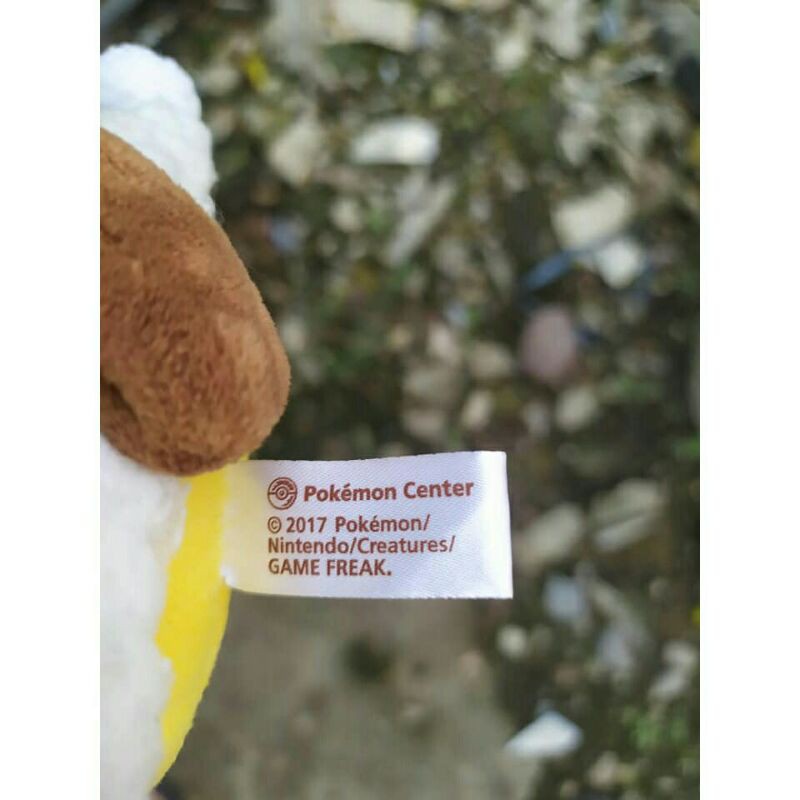 Pokémon Center
© 2017 Pokémon/
Nintendo/Creatures/
GAME FREAK.